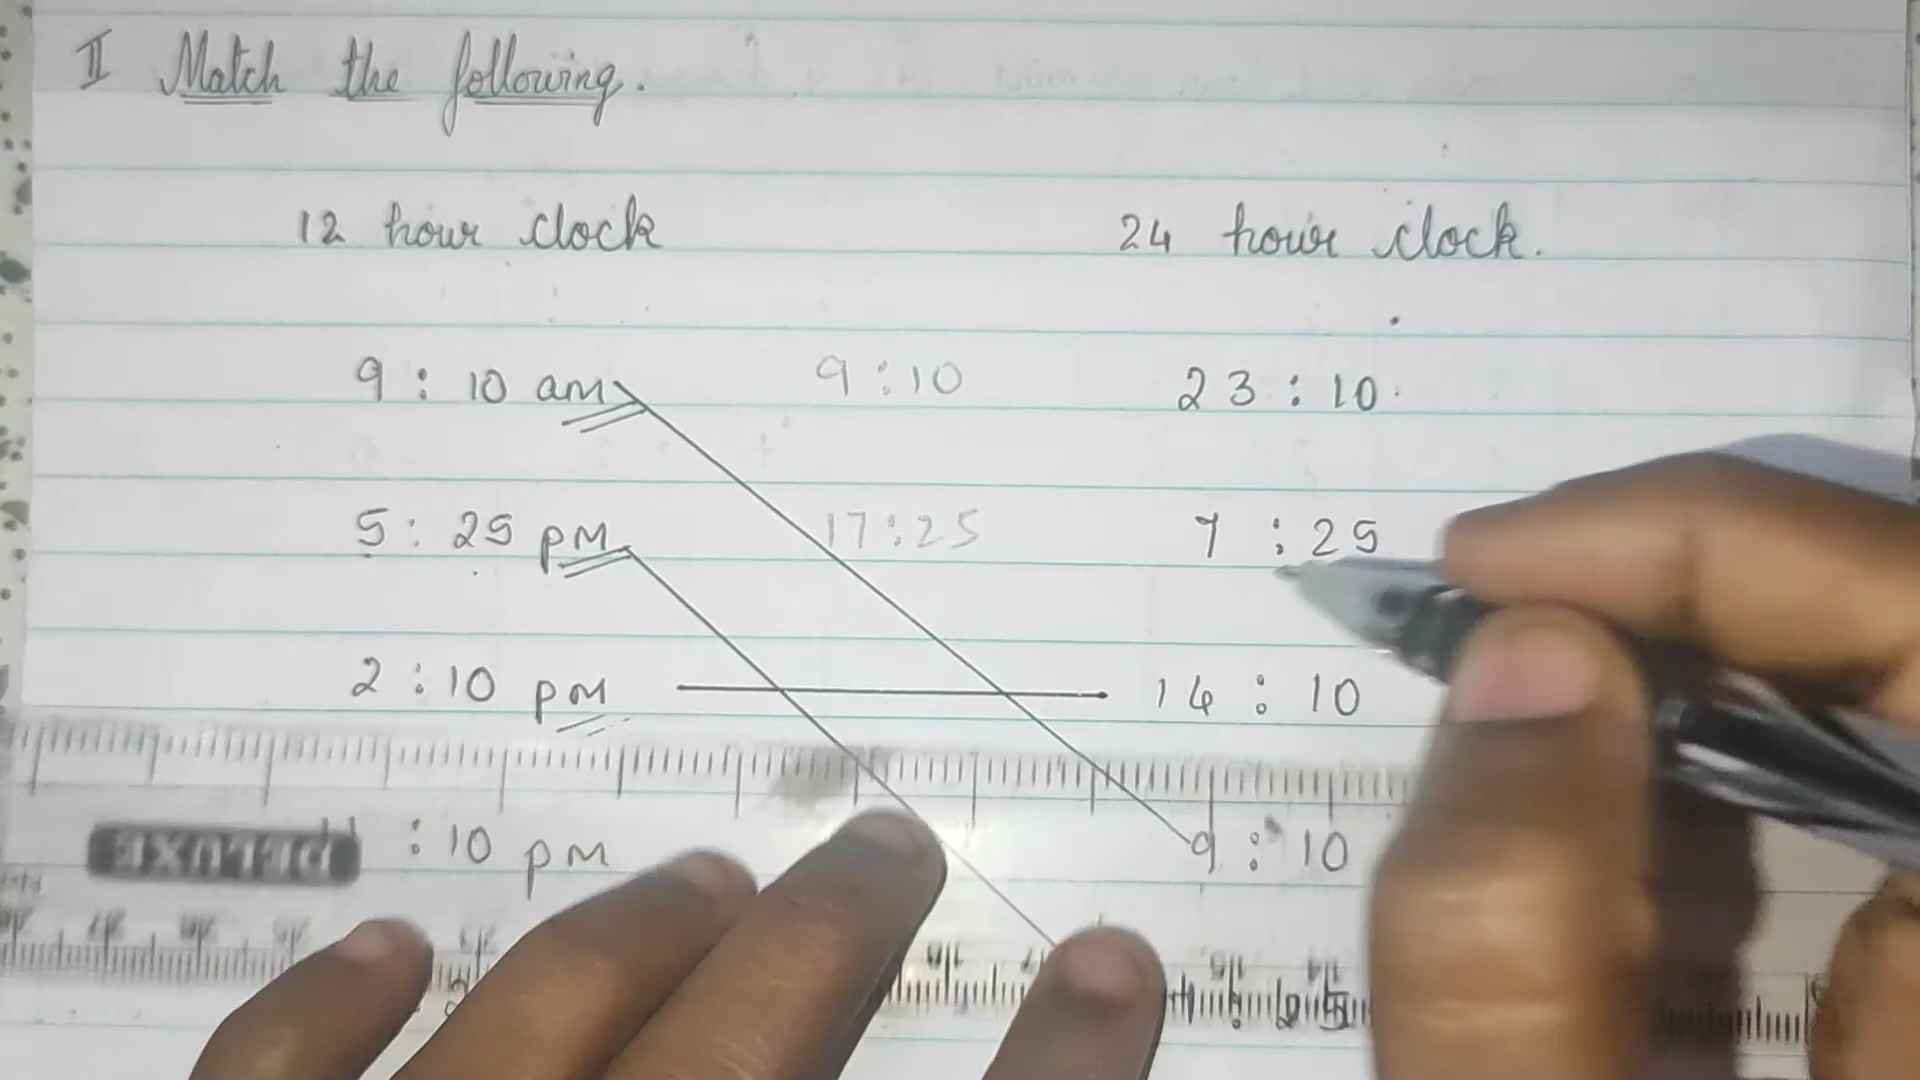 II Match the following.
12 hour clock 24 hour clock.
9 : 10 am 9 : 10 23 : 10
5 : 25 pm 17 : 25 7 : 25
2 : 10 pm 14 : 10
: 10 pm 9 : 10
DELUXE